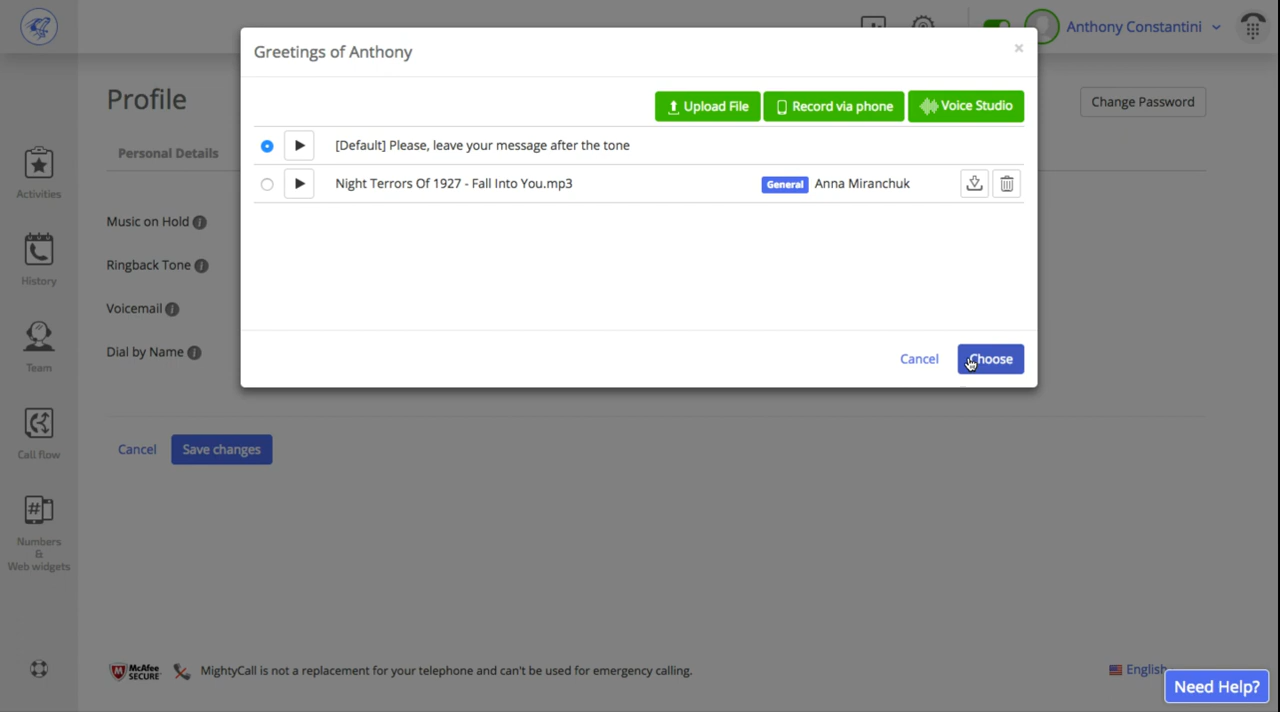 Anthony Constantini
Greetings of Anthony
×
Profile
Change Password
Upload File
Record via phone
Voice Studio
Personal Details
[Default] Please, leave your message after the tone
Night Terrors Of 1927 - Fall Into You.mp3
General
Anna Miranchuk
Activities
Music on Hold
History
Ringback Tone
Voicemail
Team
Dial by Name
Cancel
Choose
Call flow
Cancel
Save changes
#
Numbers
&
Web widgets
McAfee
SECURE
MightyCall is not a replacement for your telephone and can't be used for emergency calling.
English
Need Help?